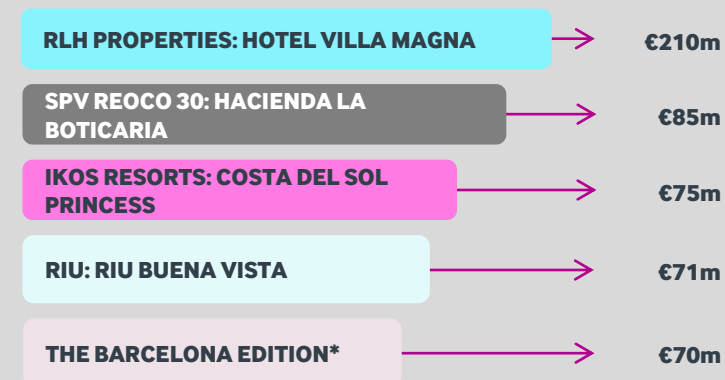 RLH PROPERTIES: HOTEL VILLA MAGNA €210m
SPV REOCO 30: HACIENDA LA
BOTICARIA €85m
IKOS RESORTS: COSTA DEL SOL
PRINCESS €75m
RIU: RIU BUENA VISTA €71m
THE BARCELONA EDITION* €70m